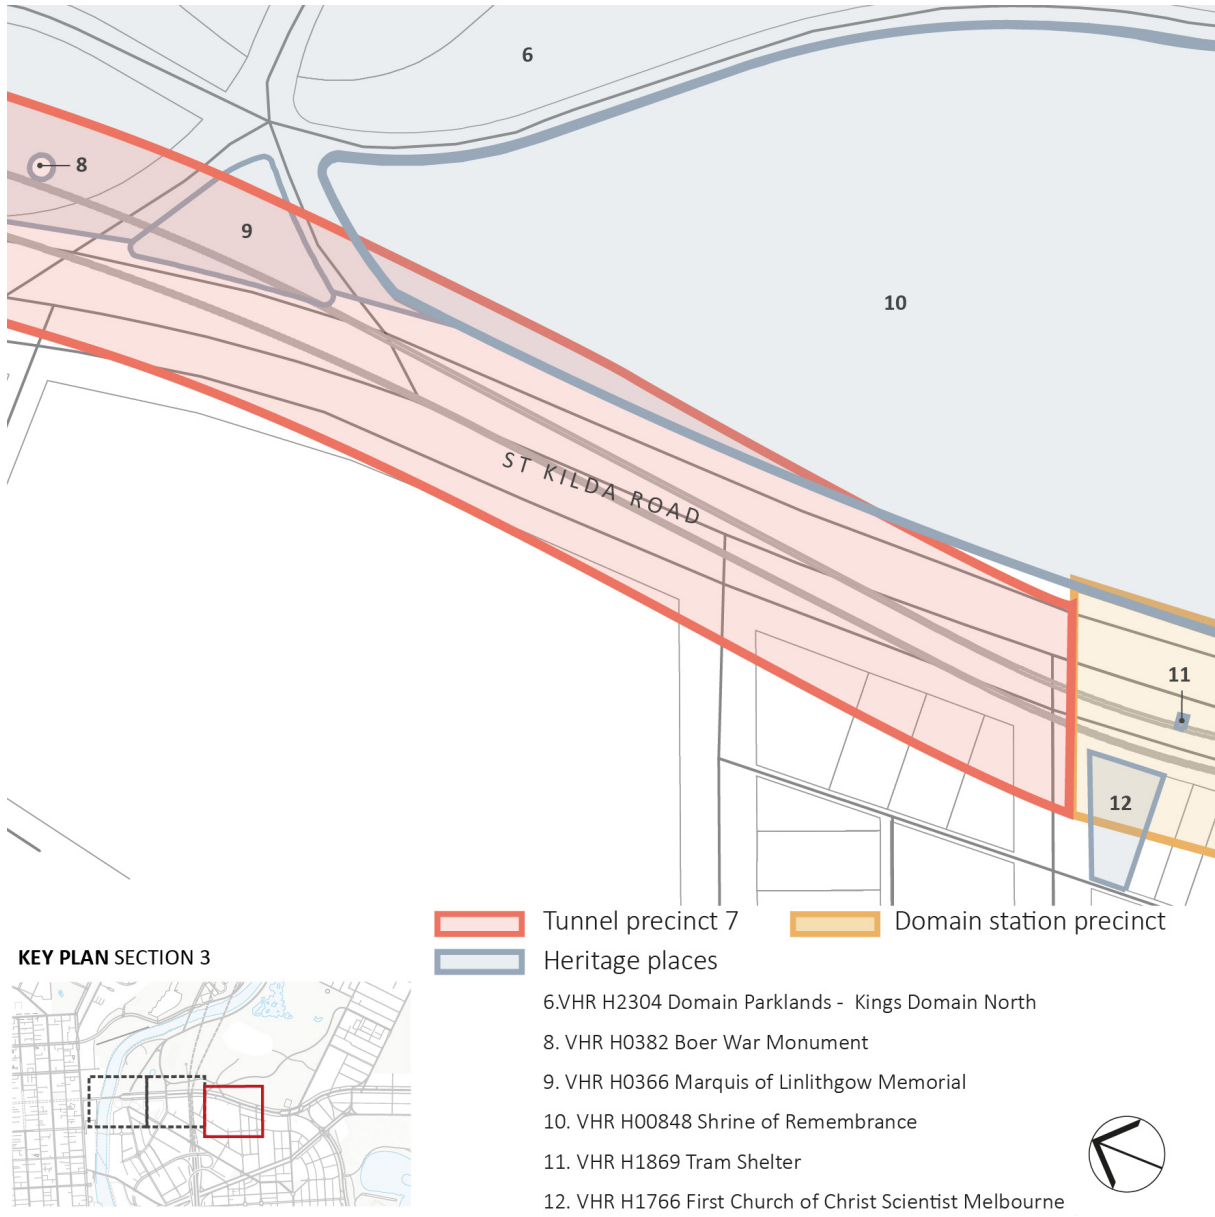 6
8
9
10
ST KILDA ROAD
11
12
Tunnel precinct 7
Domain station precinct
Heritage places
KEY PLAN SECTION 3
6.VHR H2304 Domain Parklands - Kings Domain North
8. VHR H0382 Boer War Monument
9. VHR H0366 Marquis of Linlithgow Memorial
10. VHR H00848 Shrine of Remembrance
11. VHR H1869 Tram Shelter
12. VHR H1766 First Church of Christ Scientist Melbourne